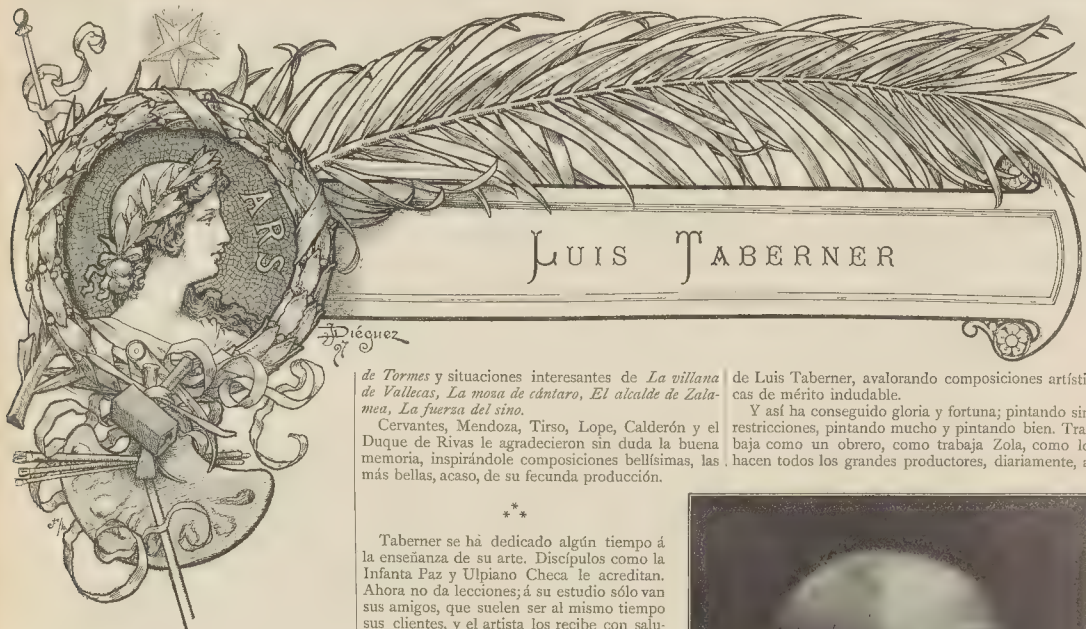 ARS
LUIS TABERNER
JDiéguez
97
de Tormes y situaciones interesantes de La villana
de Vallecas, La moza de cántaro, El alcalde de Zala-
mea, La fuerza del sino.
Cervantes, Mendoza, Tirso, Lope, Calderón y el
Duque de Rivas le agradecieron sin duda la buena
memoria, inspirándole composiciones bellísimas, las
más bellas, acaso, de su fecunda producción.
***
Taberner se há dedicado algún tiempo á
la enseñanza de su arte. Discípulos como la
Infanta Paz y Ulpiano Checa le acreditan.
Ahora no da lecciones; á su estudio sólo van
sus amigos, que suelen ser al mismo tiempo
sus clientes, y el artista los recibe con salu-
de Luis Taberner, avalorando composiciones artísti
cas de mérito indudable.
Y así ha conseguido gloria y fortuna; pintando sin
restricciones, pintando mucho y pintando bien. Tra
baja como un obrero, como trabaja Zola, como lo
hacen todos los grandes productores, diariamente, a